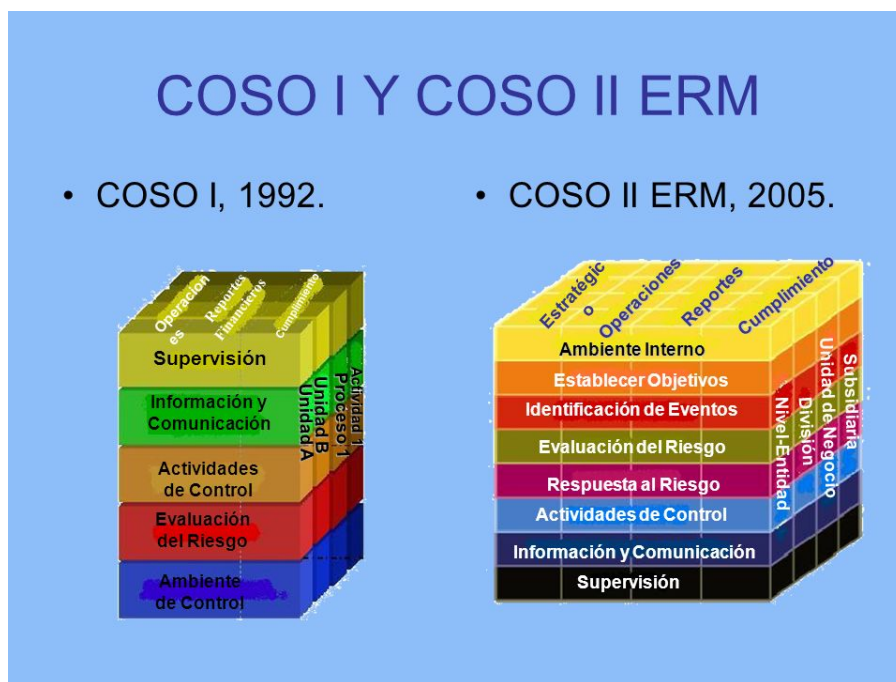 COSO I Y COSO II ERM
• COSO I, 1992.
Operacion
es
Reportes
Financieros
Cumplimiento
Supervisión
Información y
Comunicación
Actividades
de Control
Evaluación
del Riesgo
Ambiente
de Control
Unidad A
Unidad B
Proceso 1
Actividad 1
• COSO II ERM, 2005.
Estratégic
o
Operaciones
Reportes
Cumplimiento
Ambiente Interno
Establecer Objetivos
Identificación de Eventos
Evaluación del Riesgo
Respuesta al Riesgo
Actividades de Control
Información y Comunicación
Supervisión
Nivel-Entidad
División
Unidad de Negocio
Subsidiaria